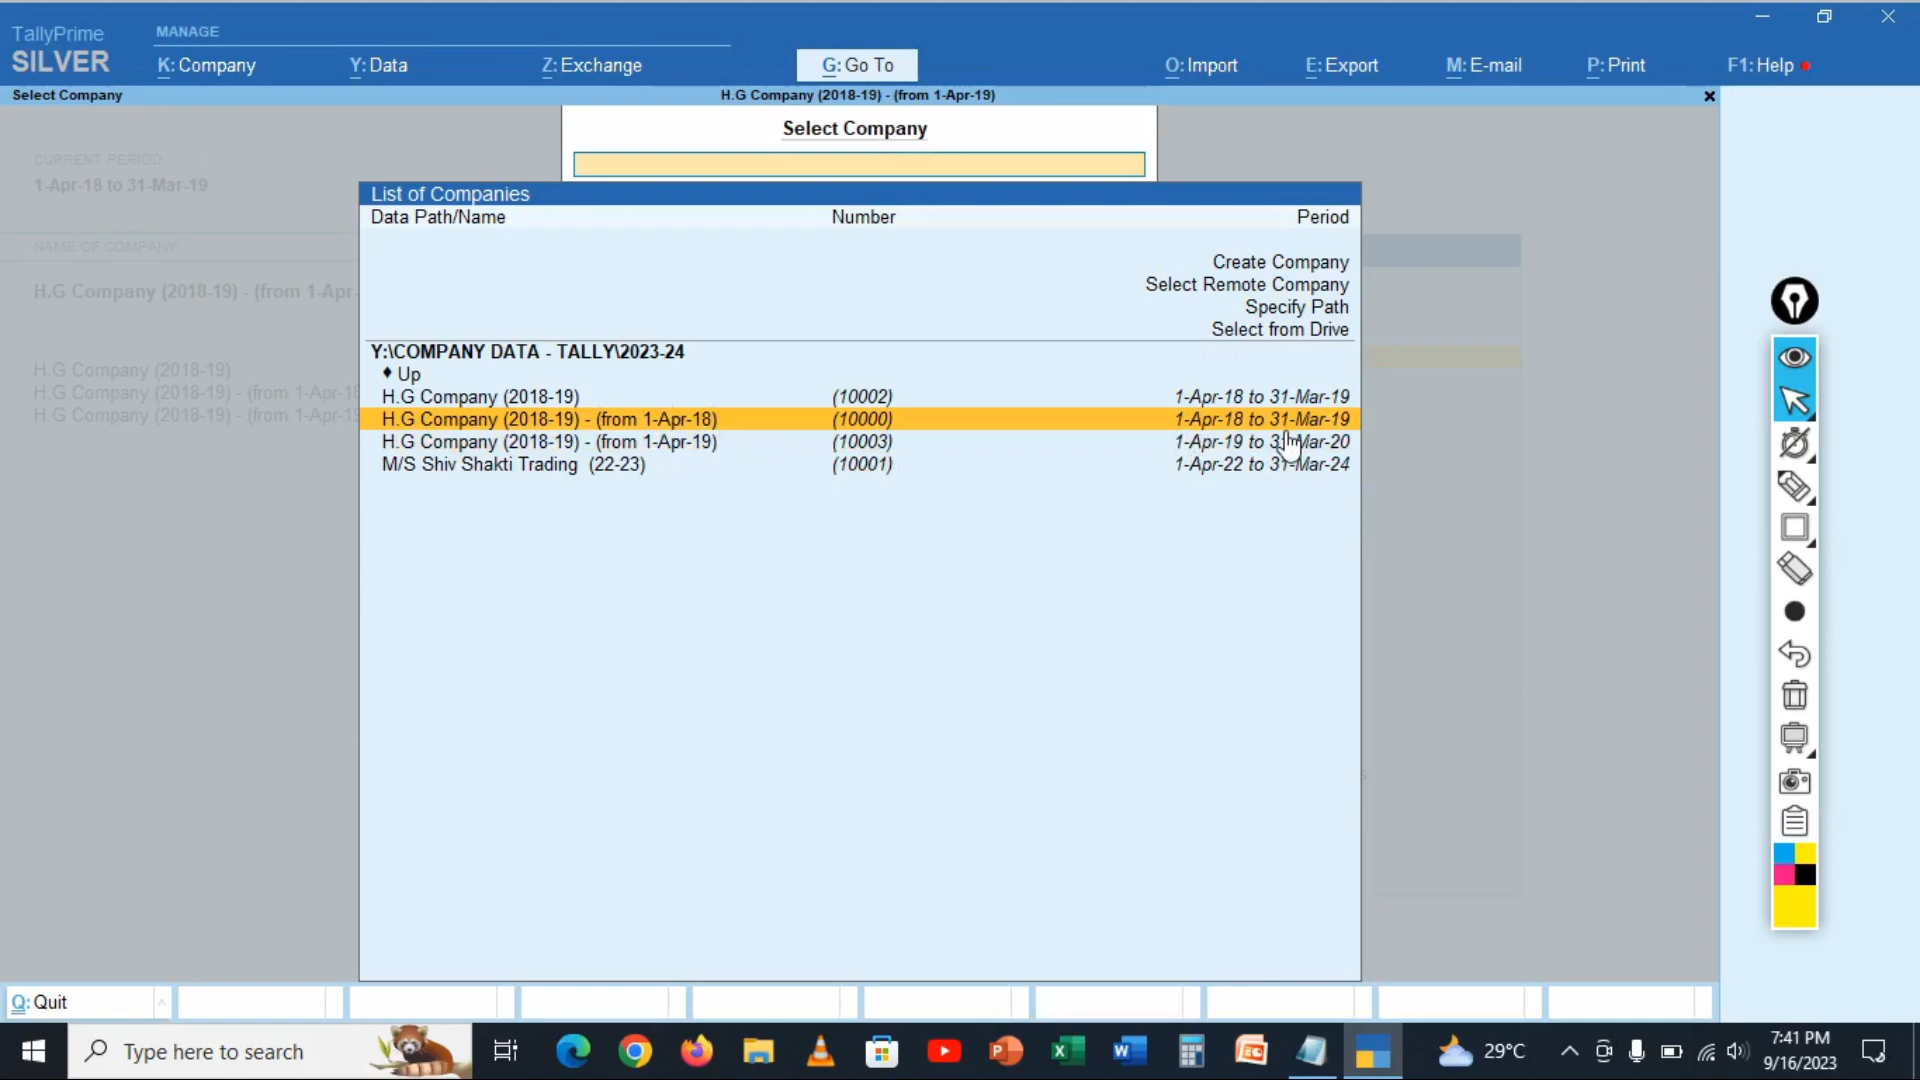 TallyPrime
SILVER
MANAGE
K: Company
Y: Data
Z: Exchange
G: Go To
O: Import
E: Export
M: E-mail
P: Print
F1: Help
Select Company
H.G Company (2018-19) - (from 1-Apr-19)
Select Company
CURRENT PERIOD
1-Apr-18 to 31-Mar-19
NAME OF COMPANY
H.G Company (2018-19) - (from 1-Apr-
H.G Company (2018-19)
H.G Company (2018-19) - (from 1-Apr-18
H.G Company (2018-19) - (from 1-Apr-19
List of Companies
Data Path/Name Number Period
Create Company
Select Remote Company
Specify Path
Select from Drive
Y:\COMPANY DATA - TALLY\2023-24
♦ Up
H.G Company (2018-19) (10002) 1-Apr-18 to 31-Mar-19
H.G Company (2018-19) - (from 1-Apr-18) (10000) 1-Apr-18 to 31-Mar-19
H.G Company (2018-19) - (from 1-Apr-19) (10003) 1-Apr-19 to 31-Mar-20
M/S Shiv Shakti Trading (22-23) (10001) 1-Apr-22 to 31-Mar-24
Q: Quit
Type here to search
29°C
7:41 PM
9/16/2023